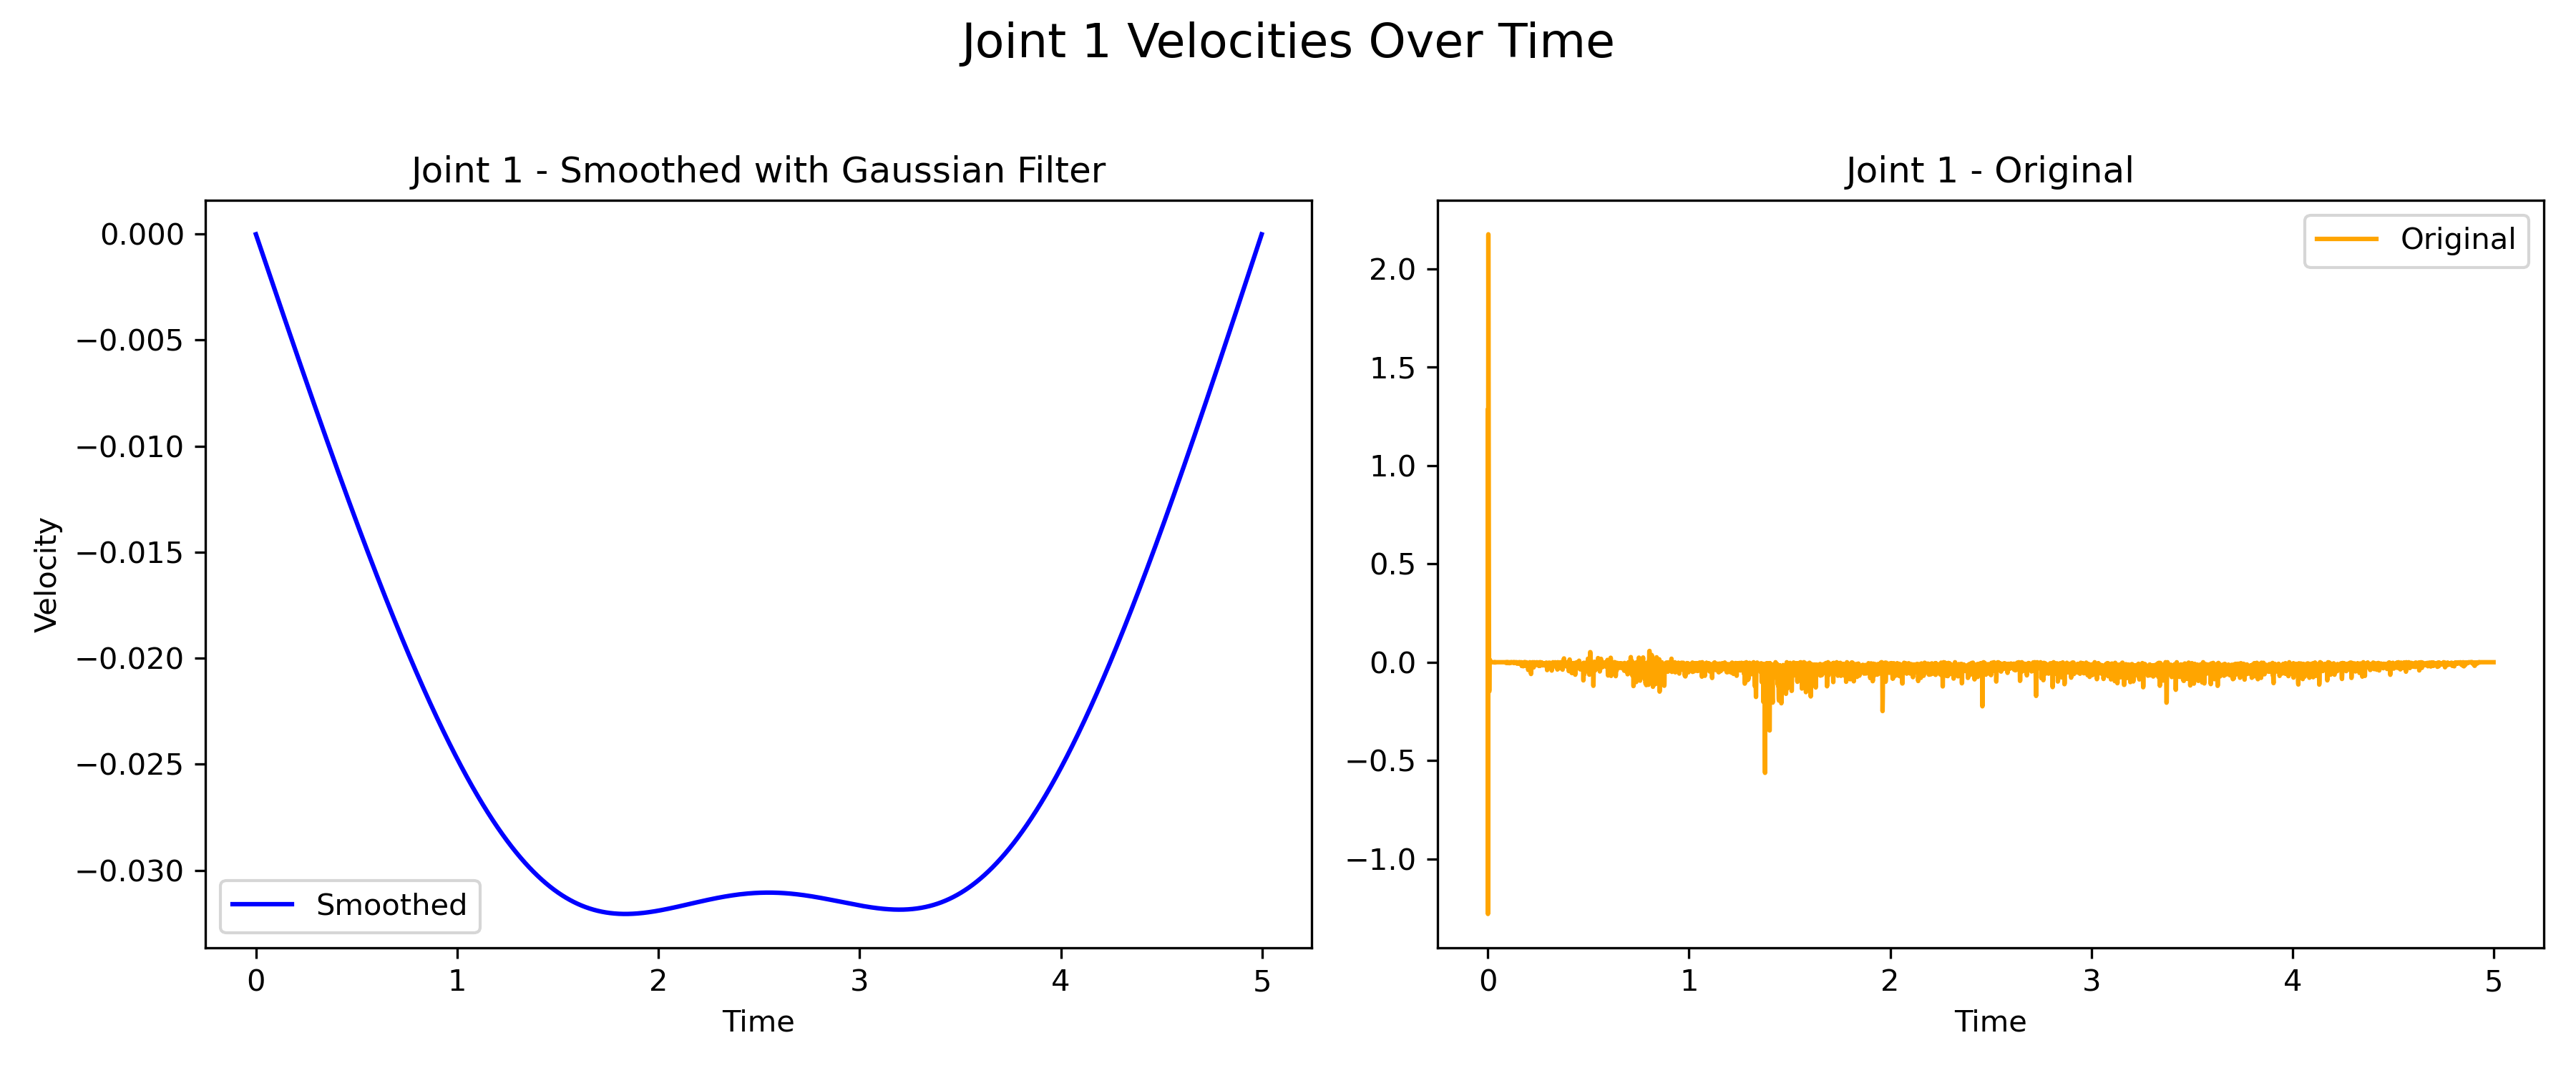 Joint 1 Velocities Over Time
Joint 1 - Smoothed with Gaussian Filter
Velocity
0.000
−0.005
−0.010
−0.015
−0.020
−0.025
−0.030
Smoothed
0 1 2 3 4 5
Time
Joint 1 - Original
Original
2.0
1.5
1.0
0.5
0.0
−0.5
−1.0
0 1 2 3 4 5
Time